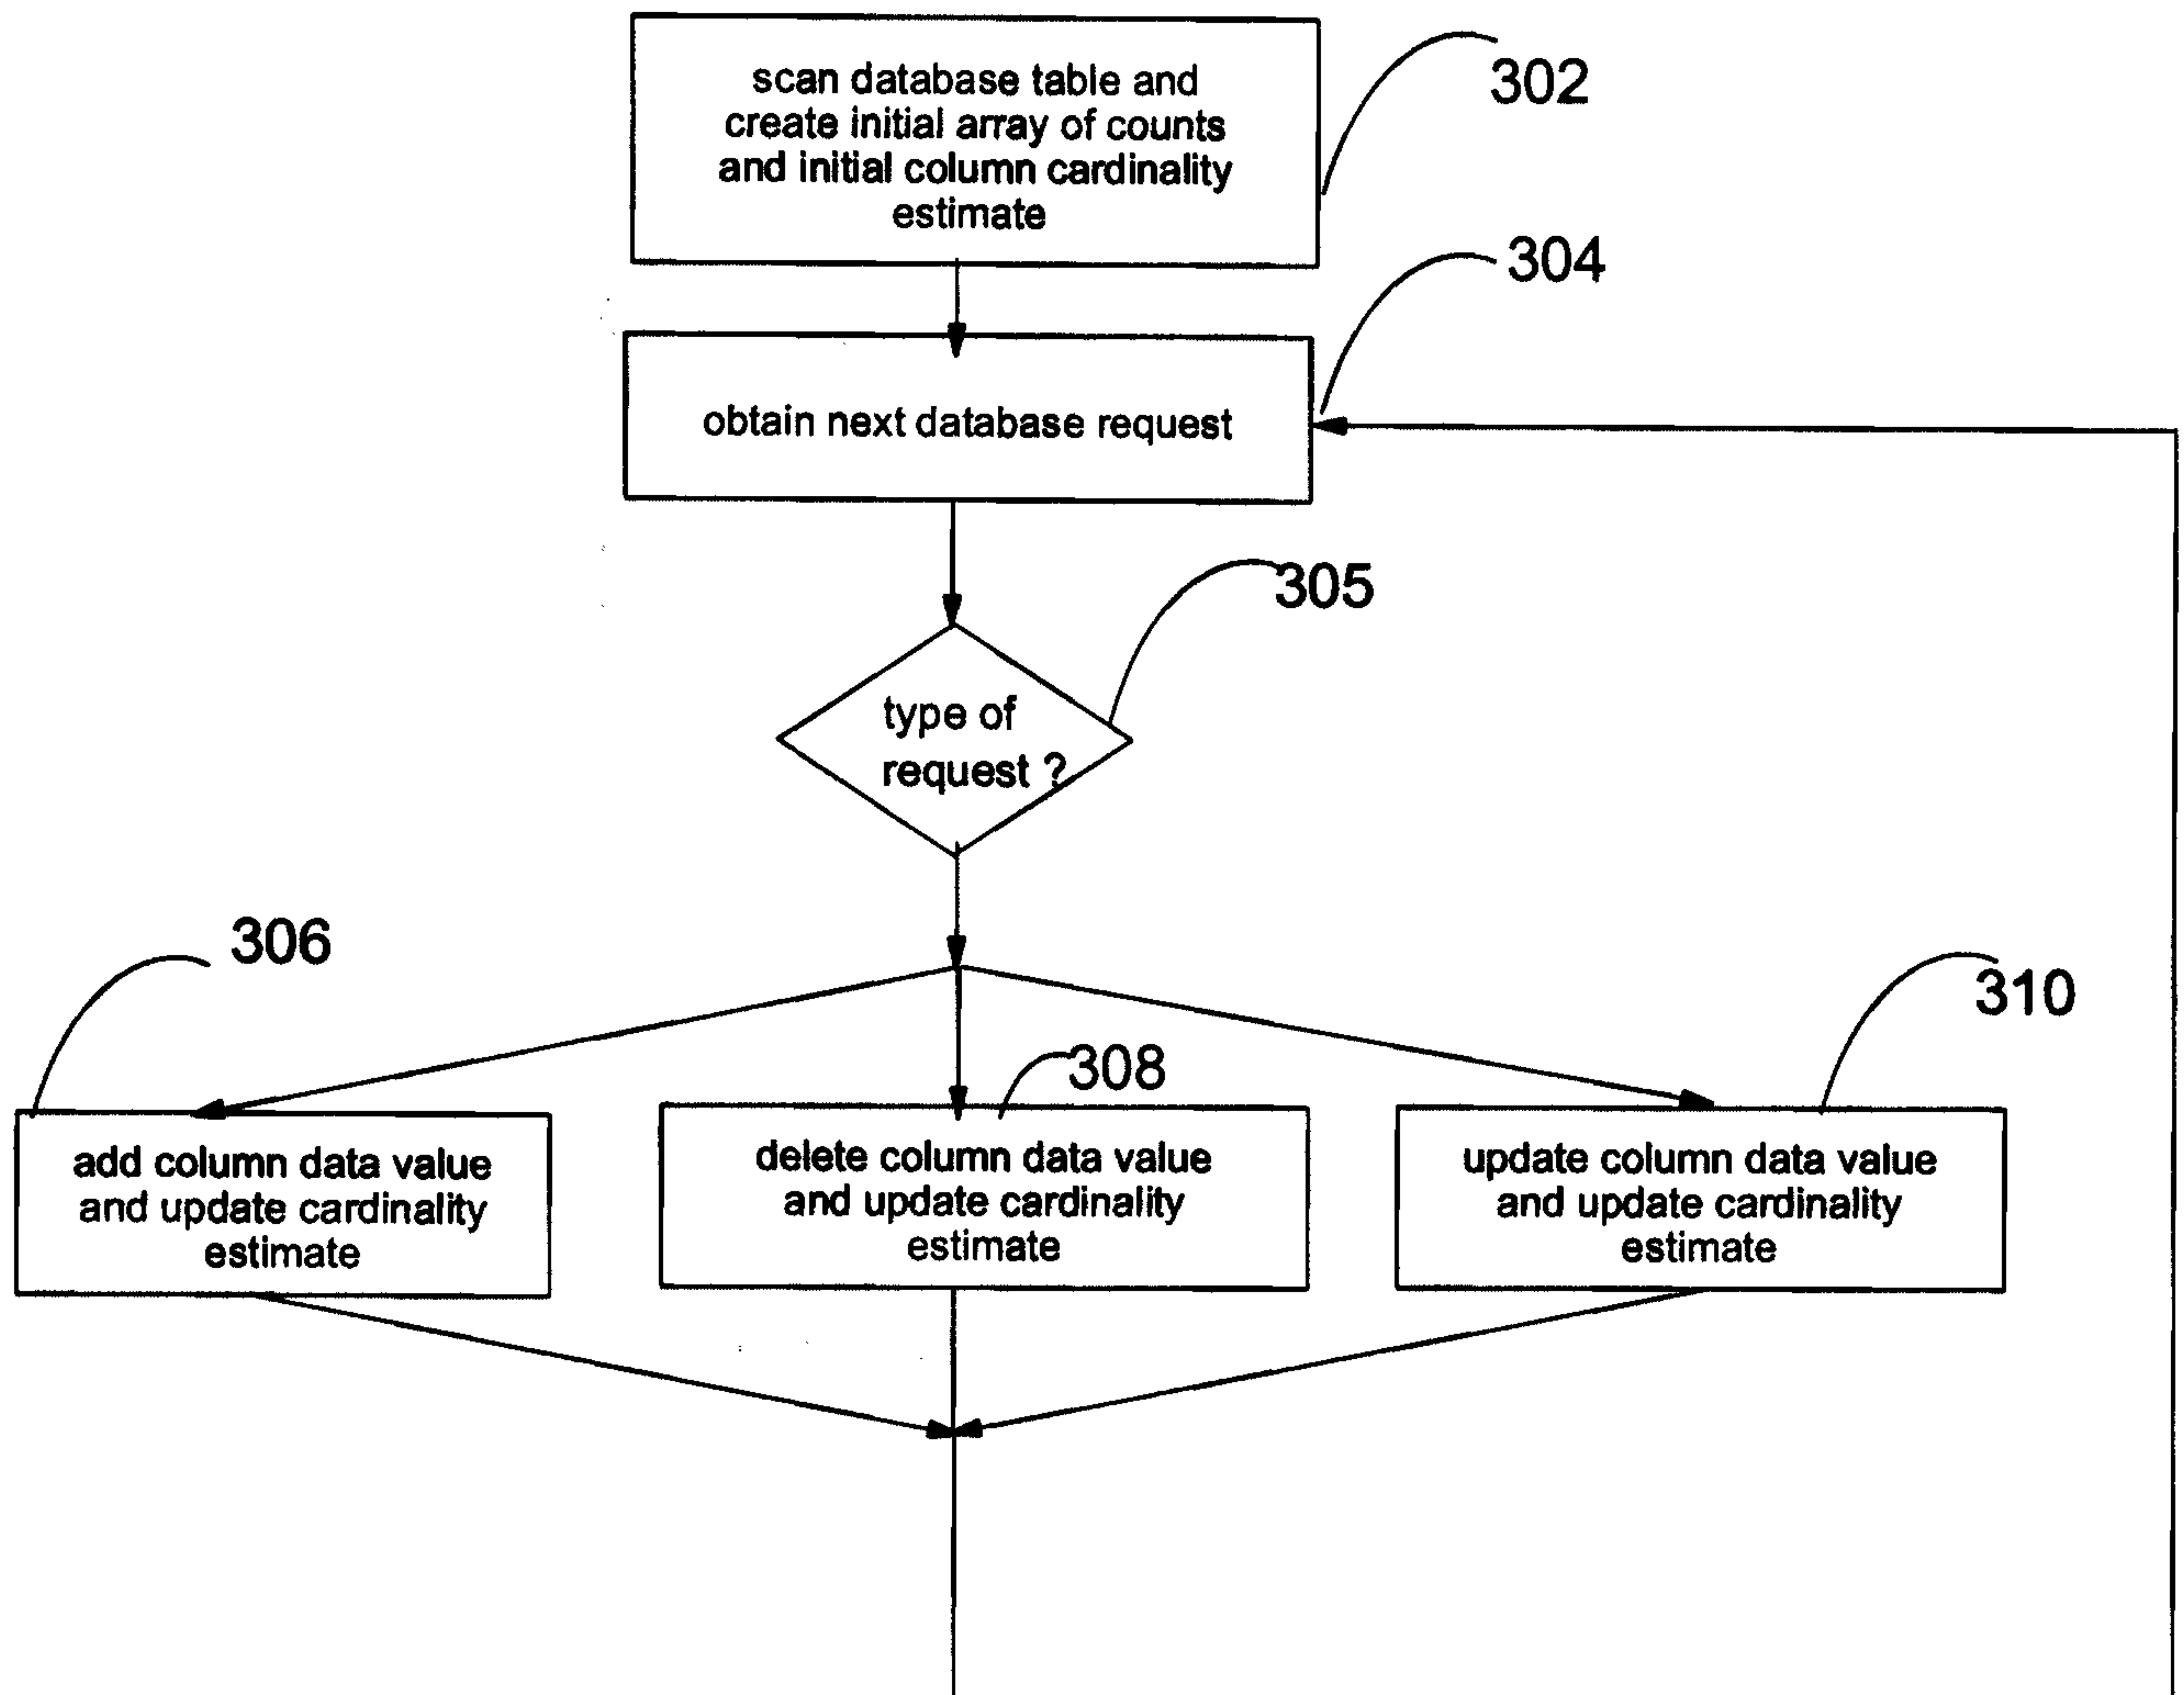 scan database table and
create initial array of counts
and initial column cardinality
estimate
302
304
obtain next database request
305
type of
request ?
306
310
308
add column data value
and update cardinality
estimate
delete column data value
and update cardinality
estimate
update column data value
and update cardinality
estimate